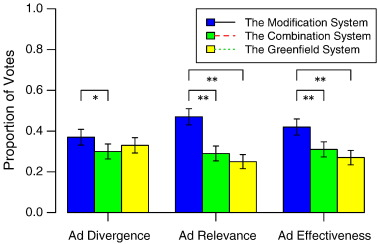 The Modification System
The Combination System
The Greenfield System
Proportion of Votes
1.0
0.8
0.6
0.4
0.2
0.0
*
**
**
**
**
Ad Divergence
Ad Relevance
Ad Effectiveness